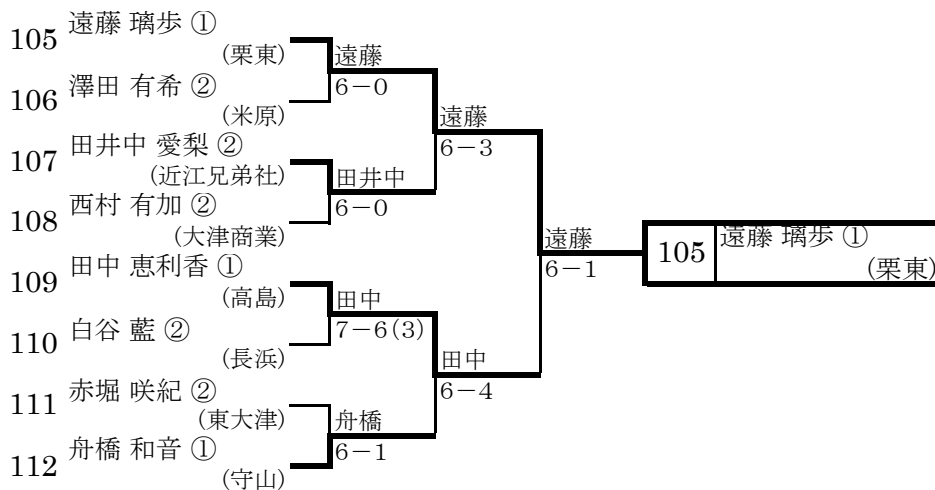 遠藤 璃歩 ①
105
(栗東)
遠藤
6－0
澤田 有希 ②
106
(米原)
遠藤
6－3
田井中 愛梨 ②
107
(近江兄弟社)
田井中
6－0
西村 有加 ②
108
(大津商業)
遠藤
6－1
105
遠藤 璃歩 ①
(栗東)
田中 恵利香 ①
109
(高島)
田中
7－6(3)
白谷 藍 ②
110
(長浜)
田中
6－4
赤堀 咲紀 ②
111
(東大津)
舟橋
6－1
舟橋 和音 ①
112
(守山)